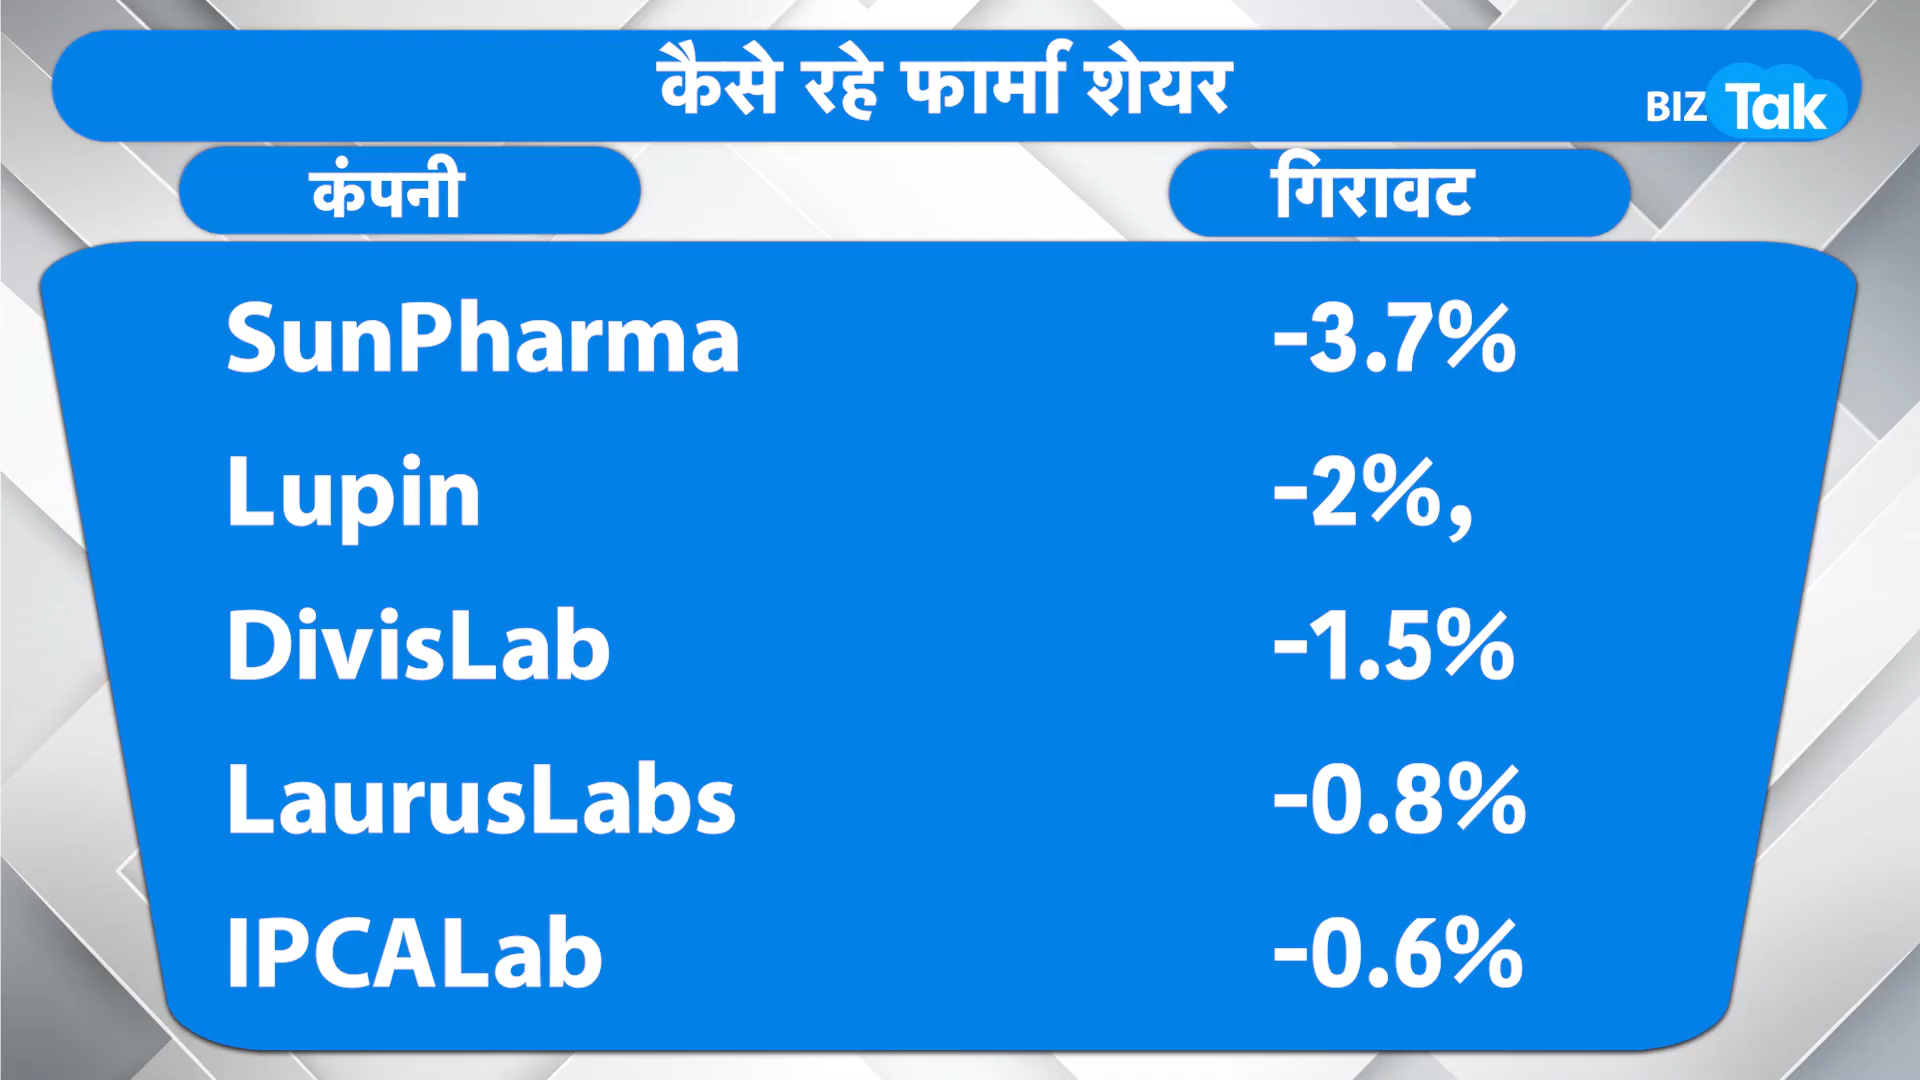 कैसे रहे फार्मा शेयर
BIZ Tak
कंपनी गिरावट
SunPharma -3.7%
Lupin -2%,
DivisLab -1.5%
LaurusLabs -0.8%
IPCALab -0.6%